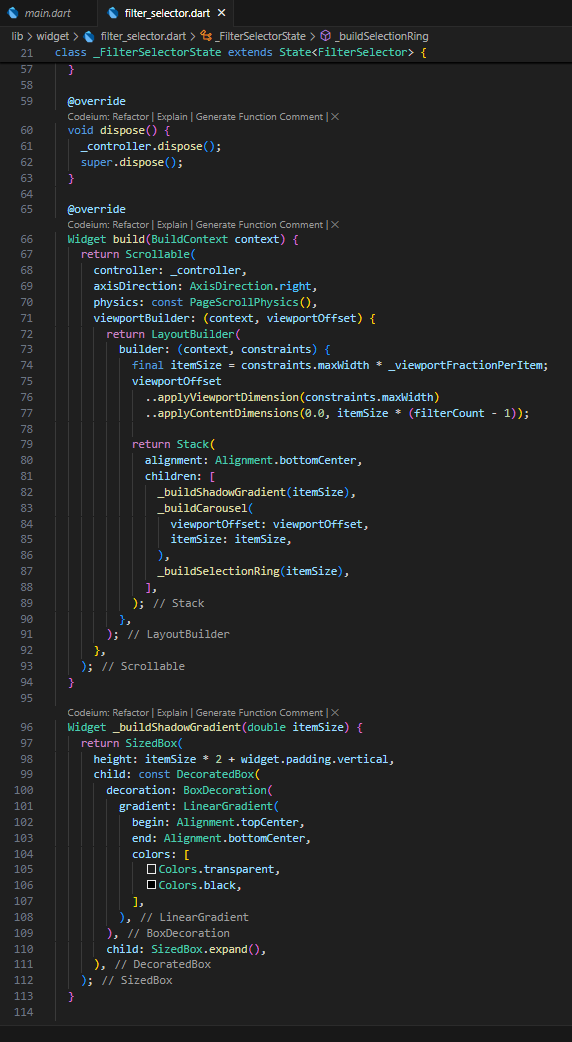 main.dart filter_selector.dart ×
lib > widget > filter_selector.dart > _FilterSelectorState > _buildSelectionRing
21 class _FilterSelectorState extends State<FilterSelector> {
57   }
58
59   @override
Codeium: Refactor | Explain | Generate Function Comment | ×
60   void dispose() {
61     _controller.dispose();
62     super.dispose();
63   }
64
65   @override
Codeium: Refactor | Explain | Generate Function Comment | ×
66   Widget build(BuildContext context) {
67     return Scrollable(
68       controller: _controller,
69       axisDirection: AxisDirection.right,
70       physics: const PageScrollPhysics(),
71       viewportBuilder: (context, viewportOffset) {
72         return LayoutBuilder(
73           builder: (context, constraints) {
74             final itemSize = constraints.maxWidth * _viewportFractionPerItem;
75             viewportOffset
76               ..applyViewportDimension(constraints.maxWidth)
77               ..applyContentDimensions(0.0, itemSize * (filterCount - 1));
78
79             return Stack(
80               alignment: Alignment.bottomCenter,
81               children: [
82                 _buildShadowGradient(itemSize),
83                 _buildCarousel(
84                   viewportOffset: viewportOffset,
85                   itemSize: itemSize,
86                 ),
87                 _buildSelectionRing(itemSize),
88               ],
89             ); // Stack
90           },
91         ); // LayoutBuilder
92       },
93     ); // Scrollable
94   }
95
Codeium: Refactor | Explain | Generate Function Comment | ×
96   Widget _buildShadowGradient(double itemSize) {
97     return SizedBox(
98       height: itemSize * 2 + widget.padding.vertical,
99       child: const DecoratedBox(
100         decoration: BoxDecoration(
101           gradient: LinearGradient(
102             begin: Alignment.topCenter,
103             end: Alignment.bottomCenter,
104             colors: [
105               Colors.transparent,
106               Colors.black,
107             ],
108           ), // LinearGradient
109         ), // BoxDecoration
110         child: SizedBox.expand(),
111       ), // DecoratedBox
112     ); // SizedBox
113   }
114